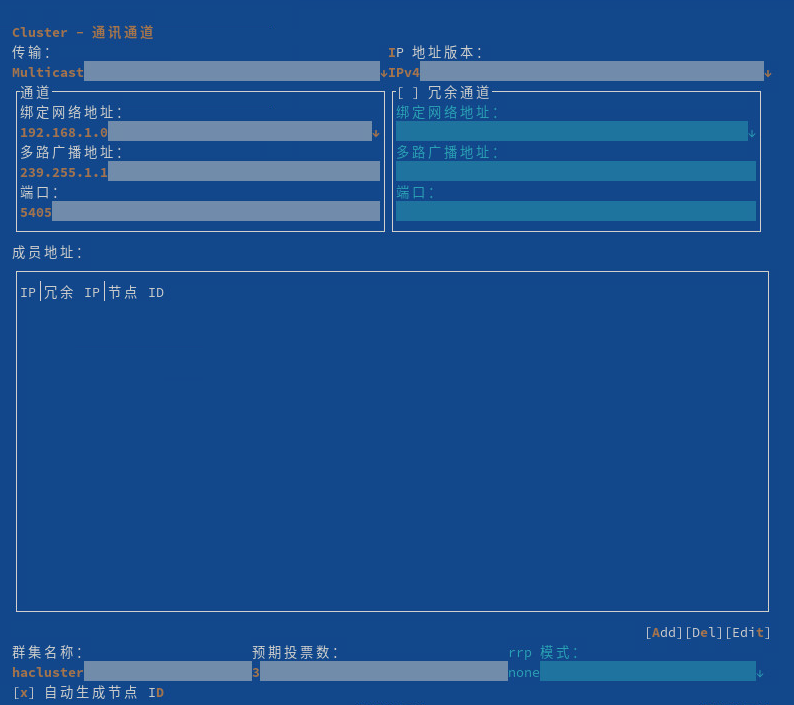 Cluster - 通讯通道
传输: IP 地址版本:
Multicast↓IPv4↓
通道 [ ] 冗余通道
绑定网络地址: 绑定网络地址:
192.168.1.0↓ ↓
多路广播地址: 多路广播地址:
239.255.1.1
端口: 端口:
5405
成员地址:
IP│冗余 IP│节点 ID
[Add][Del][Edit]
群集名称: 预期投票数: rrp 模式:
hacluster 3 none↓
[x] 自动生成节点 ID